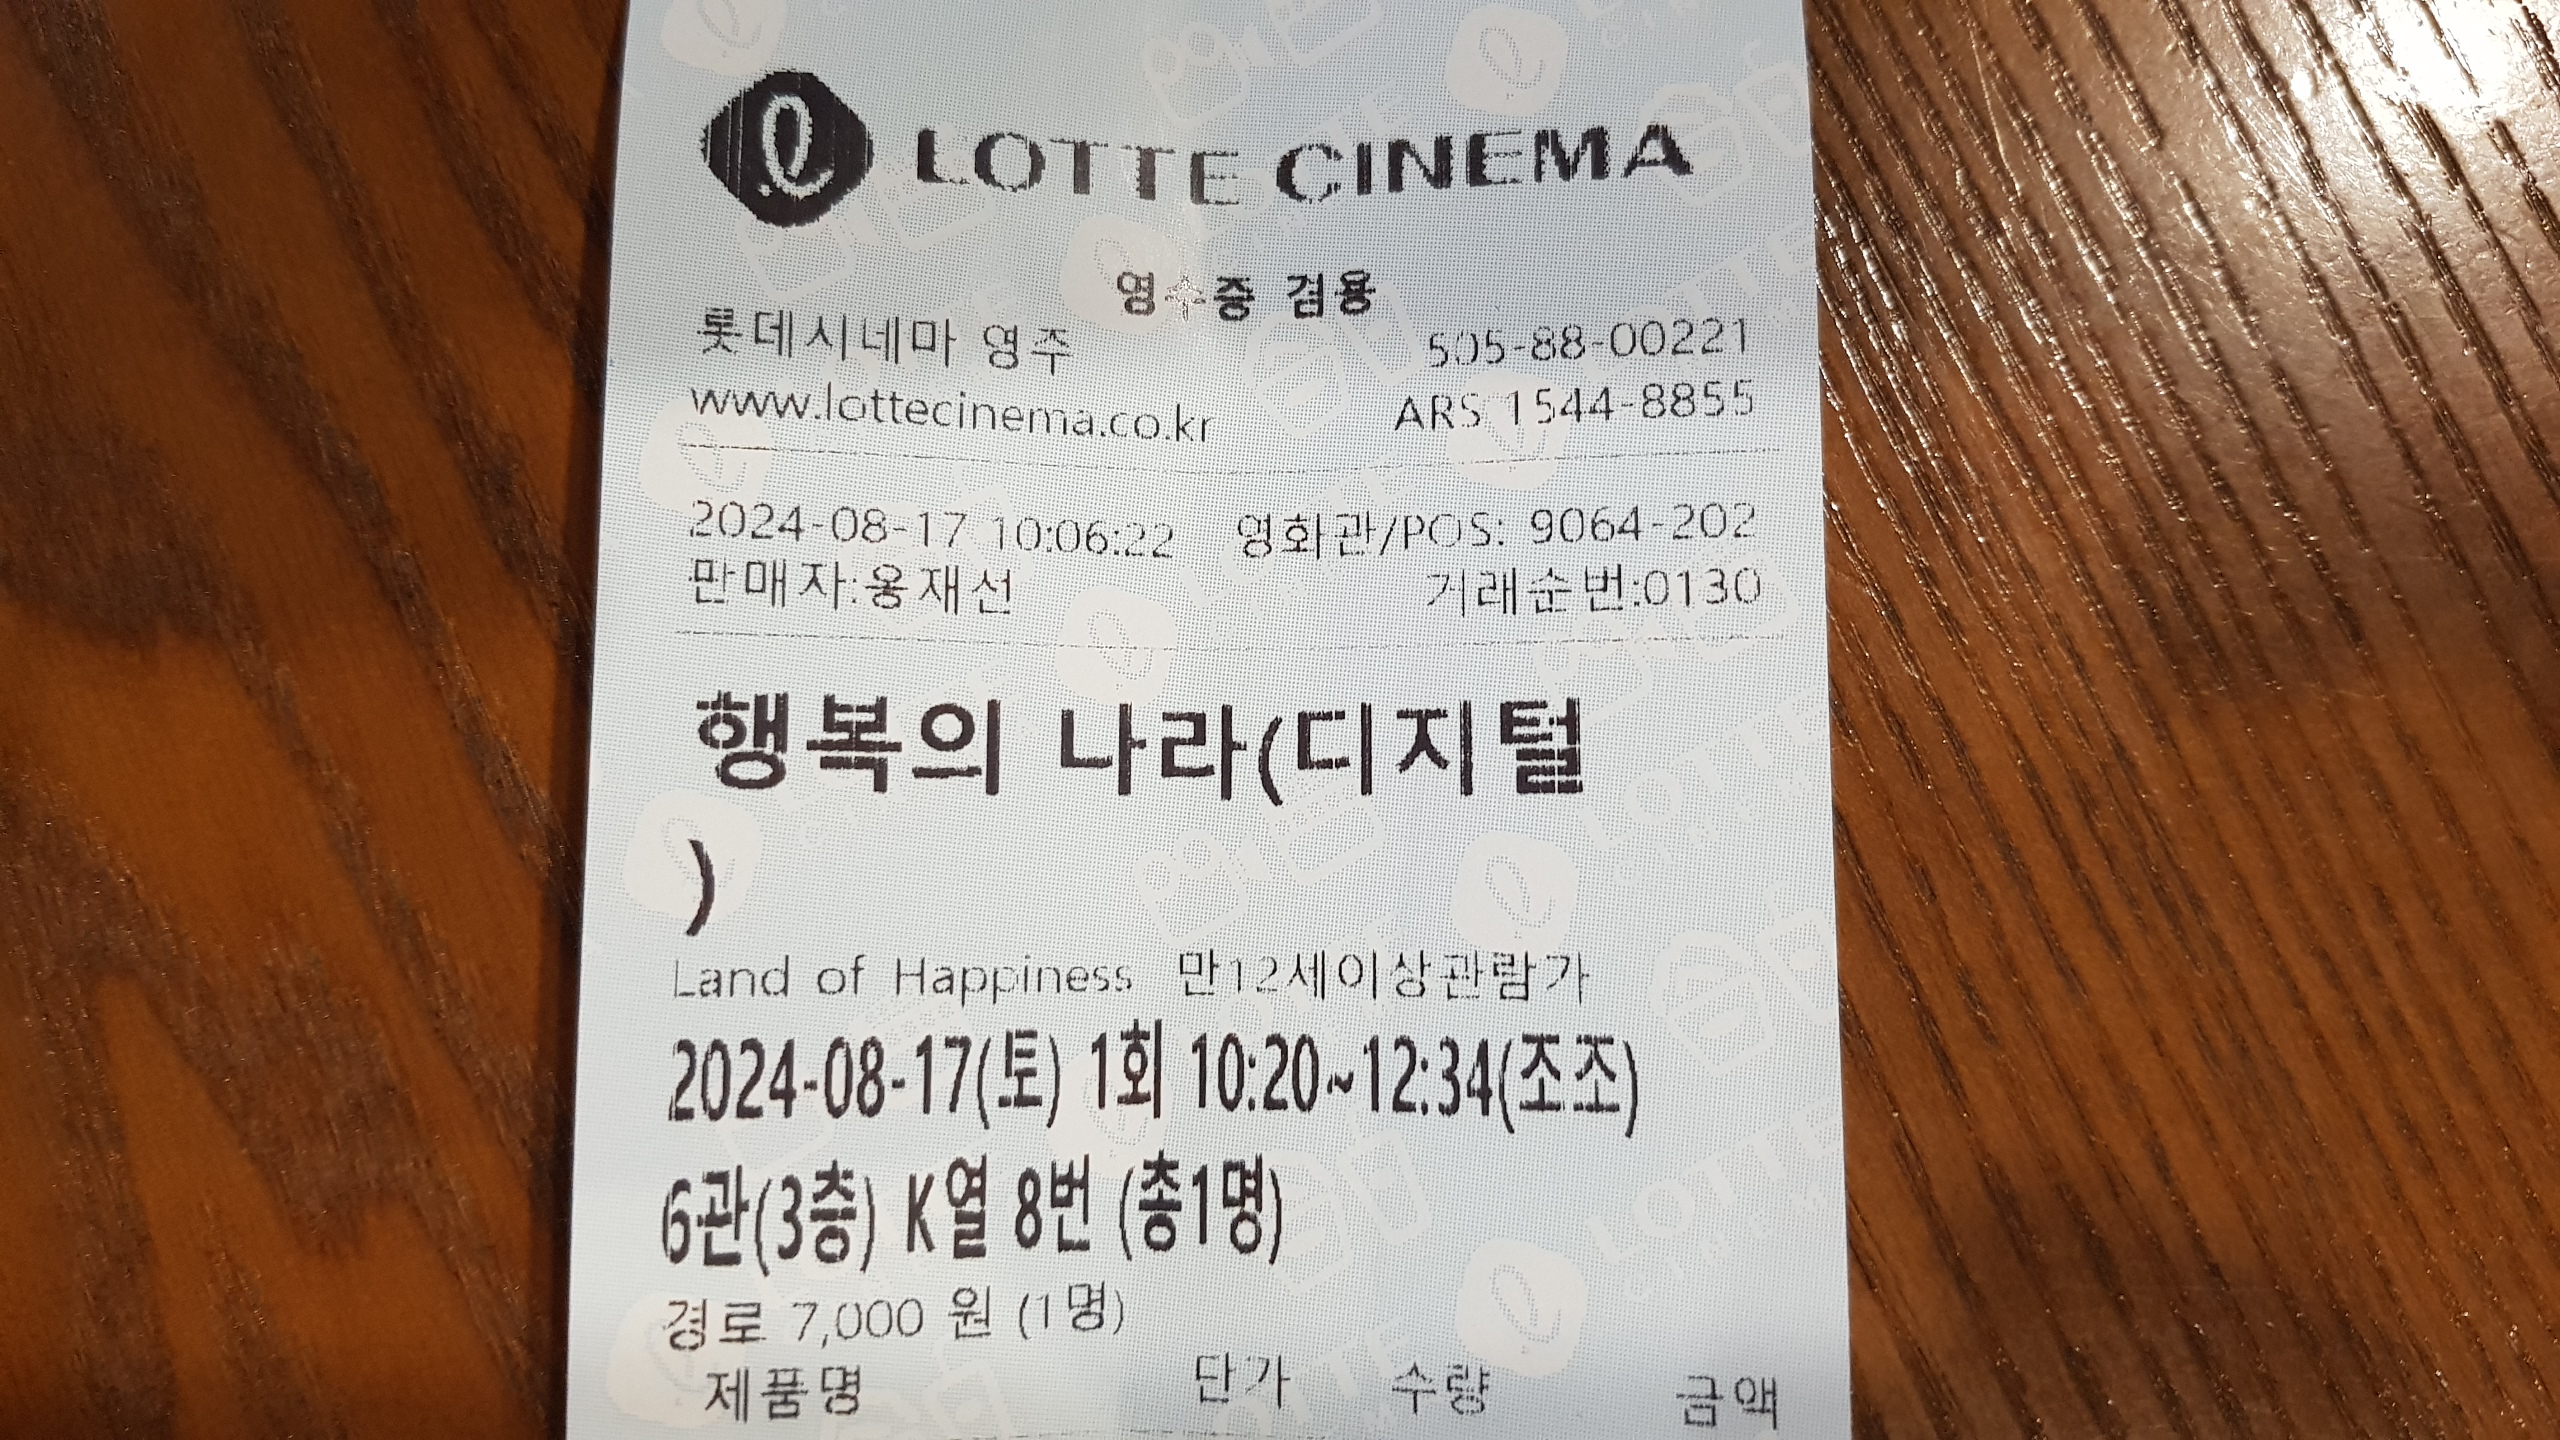 LOTTE CINEMA
영수증 겸용
롯데시네마 영주 505-88-00221
www.lottecinema.co.kr ARS 1544-8855
2024-08-17 10:06:22 영화관/POS: 9064-202
판매자:옹재선 거래순번:0130
행복의 나라(디지털
)
Land of Happiness 만12세이상관람가
2024-08-17(토) 1회 10:20~12:34(조조)
6관(3층) K열 8번 (총1명)
경로 7,000 원 (1명)
제품명 단가 수량 금액